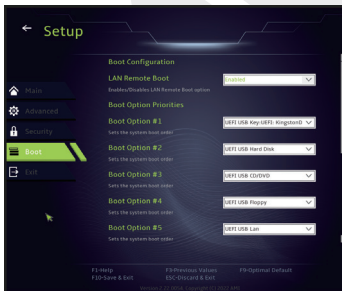 Setup
Boot Configuration
LAN Remote Boot
Enabled
Enables/Disables LAN Remote Boot option
Boot Option Priorities
Boot Option #1
UEFI USB Key:UEFI: KingstonD
Sets the system boot order
Boot Option #2
UEFI USB Hard Disk
Sets the system boot order
Boot Option #3
UEFI USB CD/DVD
Sets the system boot order
Boot Option #4
UEFI USB Floppy
Sets the system boot order
Boot Option #5
UEFI USB Lan
Sets the system boot order
Main
Advanced
Security
Boot
Exit
F1-Help
F3-Previous Values
F9-Optimal Default
F10-Save & Exit
ESC-Discard & Exit